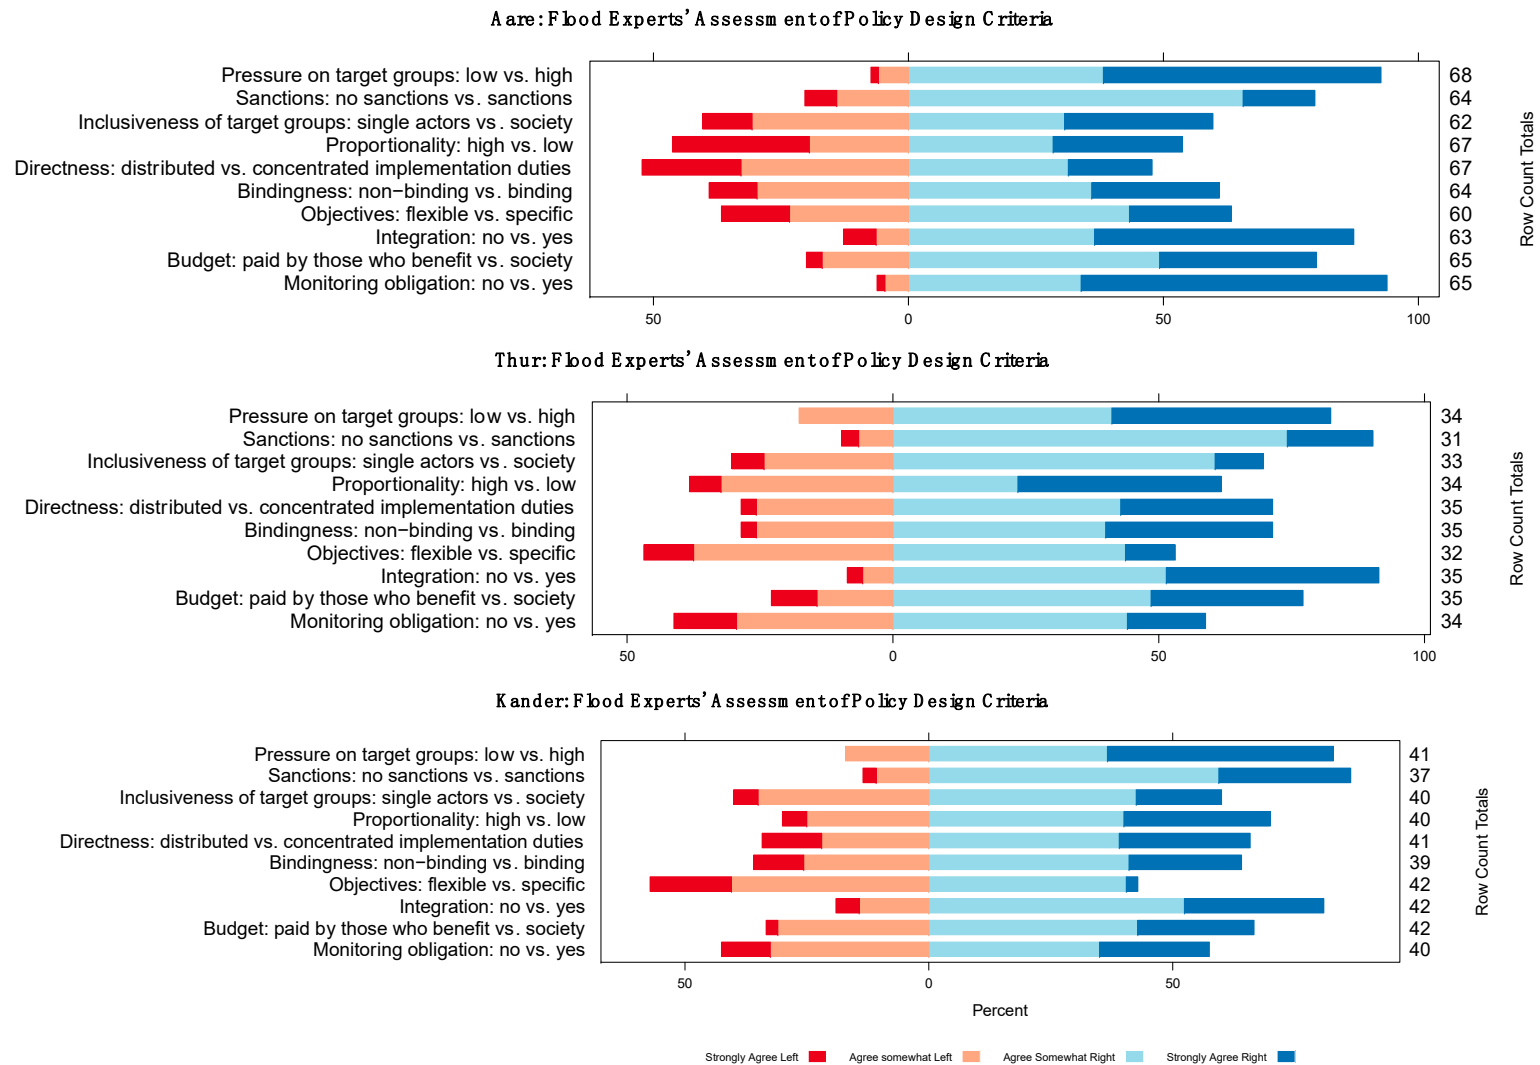 Aare: Flood Experts’ Assessment of Policy Design Criteria
Pressure on target groups: low vs. high 68
Sanctions: no sanctions vs. sanctions 64
Inclusiveness of target groups: single actors vs. society 62
Proportionality: high vs. low 67
Directness: distributed vs. concentrated implementation duties 67
Bindingness: non−binding vs. binding 64
Objectives: flexible vs. specific 60
Integration: no vs. yes 63
Budget: paid by those who benefit vs. society 65
Monitoring obligation: no vs. yes 65
Row Count Totals
50 0 50 100
Thur: Flood Experts’ Assessment of Policy Design Criteria
Pressure on target groups: low vs. high 34
Sanctions: no sanctions vs. sanctions 31
Inclusiveness of target groups: single actors vs. society 33
Proportionality: high vs. low 34
Directness: distributed vs. concentrated implementation duties 35
Bindingness: non−binding vs. binding 35
Objectives: flexible vs. specific 32
Integration: no vs. yes 35
Budget: paid by those who benefit vs. society 35
Monitoring obligation: no vs. yes 34
Row Count Totals
50 0 50 100
Kander: Flood Experts’ Assessment of Policy Design Criteria
Pressure on target groups: low vs. high 41
Sanctions: no sanctions vs. sanctions 37
Inclusiveness of target groups: single actors vs. society 40
Proportionality: high vs. low 40
Directness: distributed vs. concentrated implementation duties 41
Bindingness: non−binding vs. binding 39
Objectives: flexible vs. specific 42
Integration: no vs. yes 42
Budget: paid by those who benefit vs. society 42
Monitoring obligation: no vs. yes 40
Row Count Totals
50 0 50
Percent
Strongly Agree Left Agree somewhat Left Agree Somewhat Right Strongly Agree Right